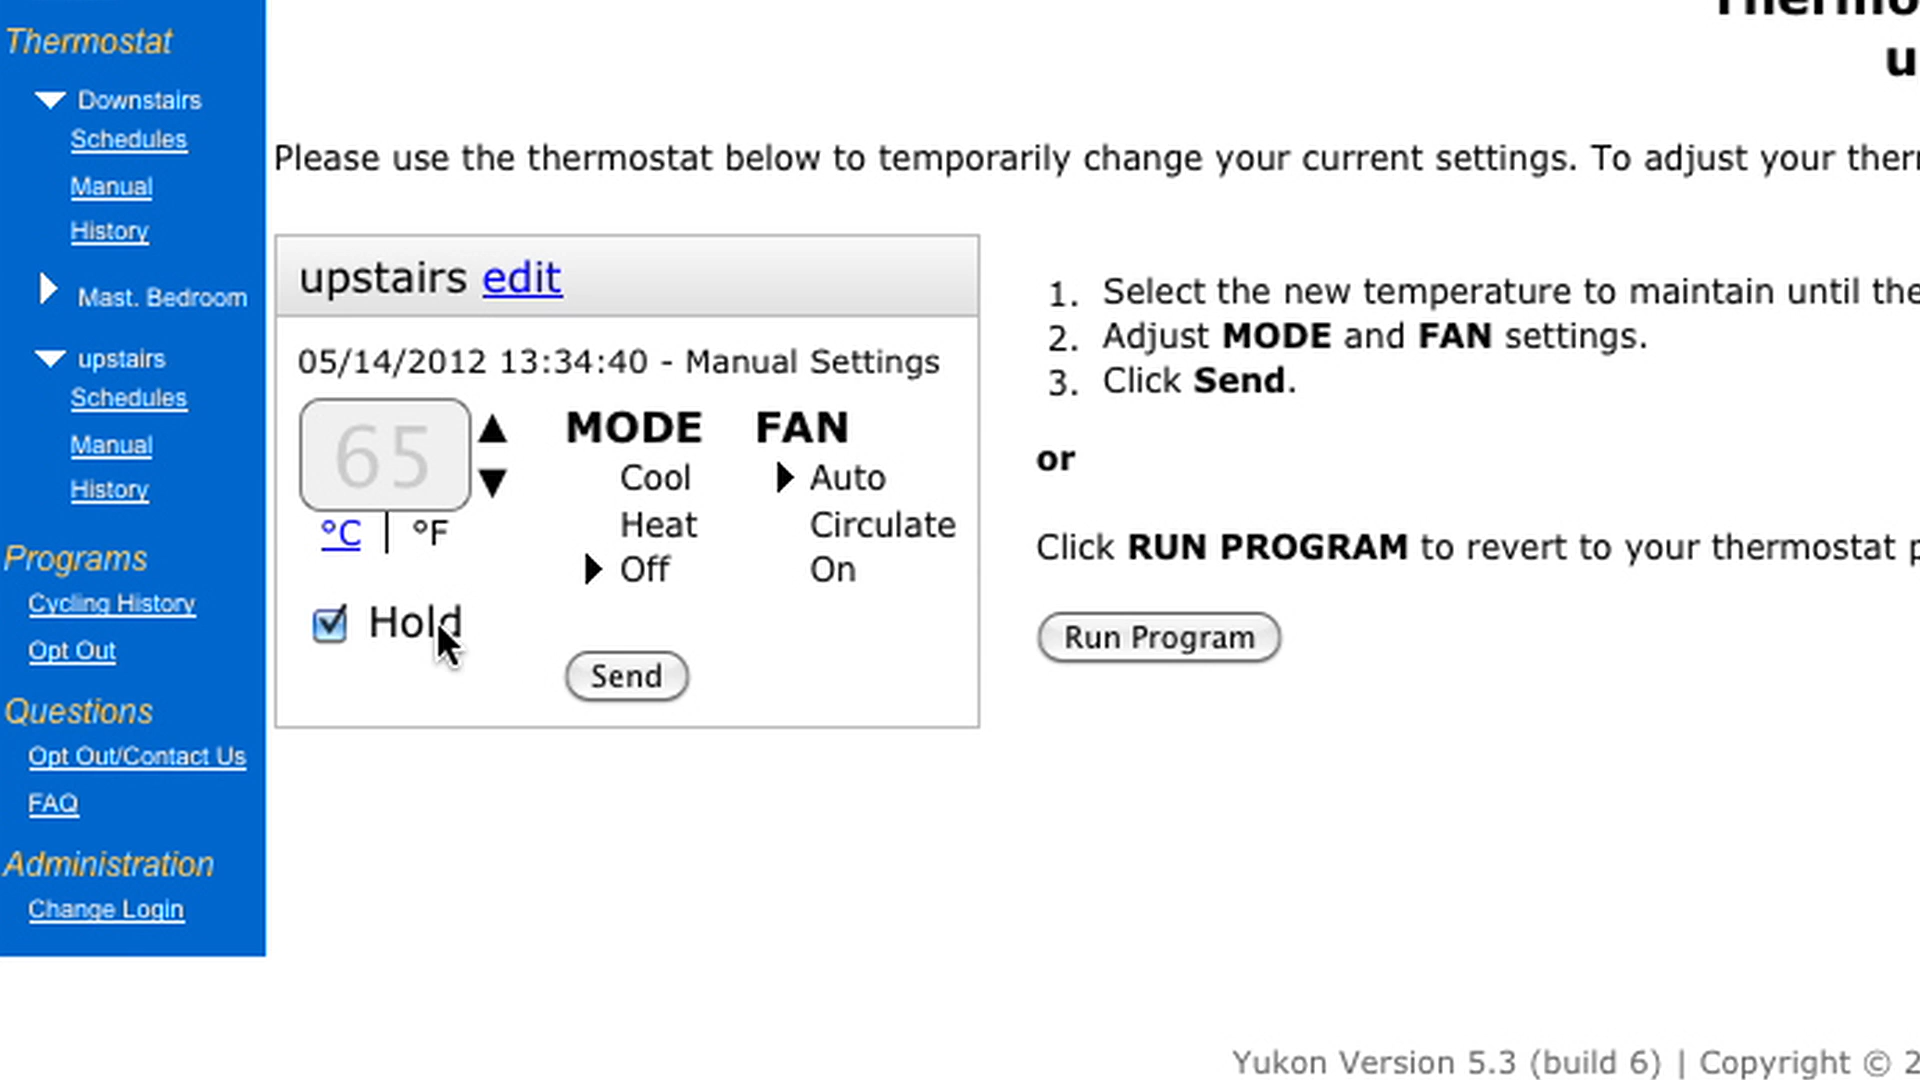 Thermostat
Downstairs
Schedules
Manual
History
Mast. Bedroom
upstairs
Schedules
Manual
History
Programs
Cycling History
Opt Out
Questions
Opt Out/Contact Us
FAQ
Administration
Change Login
u
Please use the thermostat below to temporarily change your current settings. To adjust your ther
upstairs edit
05/14/2012 13:34:40 - Manual Settings
65
°C | °F
MODE
Cool
Heat
Off
FAN
Auto
Circulate
On
Hold
Send
1. Select the new temperature to maintain until the
2. Adjust MODE and FAN settings.
3. Click Send.
or
Click RUN PROGRAM to revert to your thermostat p
Run Program
Yukon Version 5.3 (build 6) | Copyright © 2